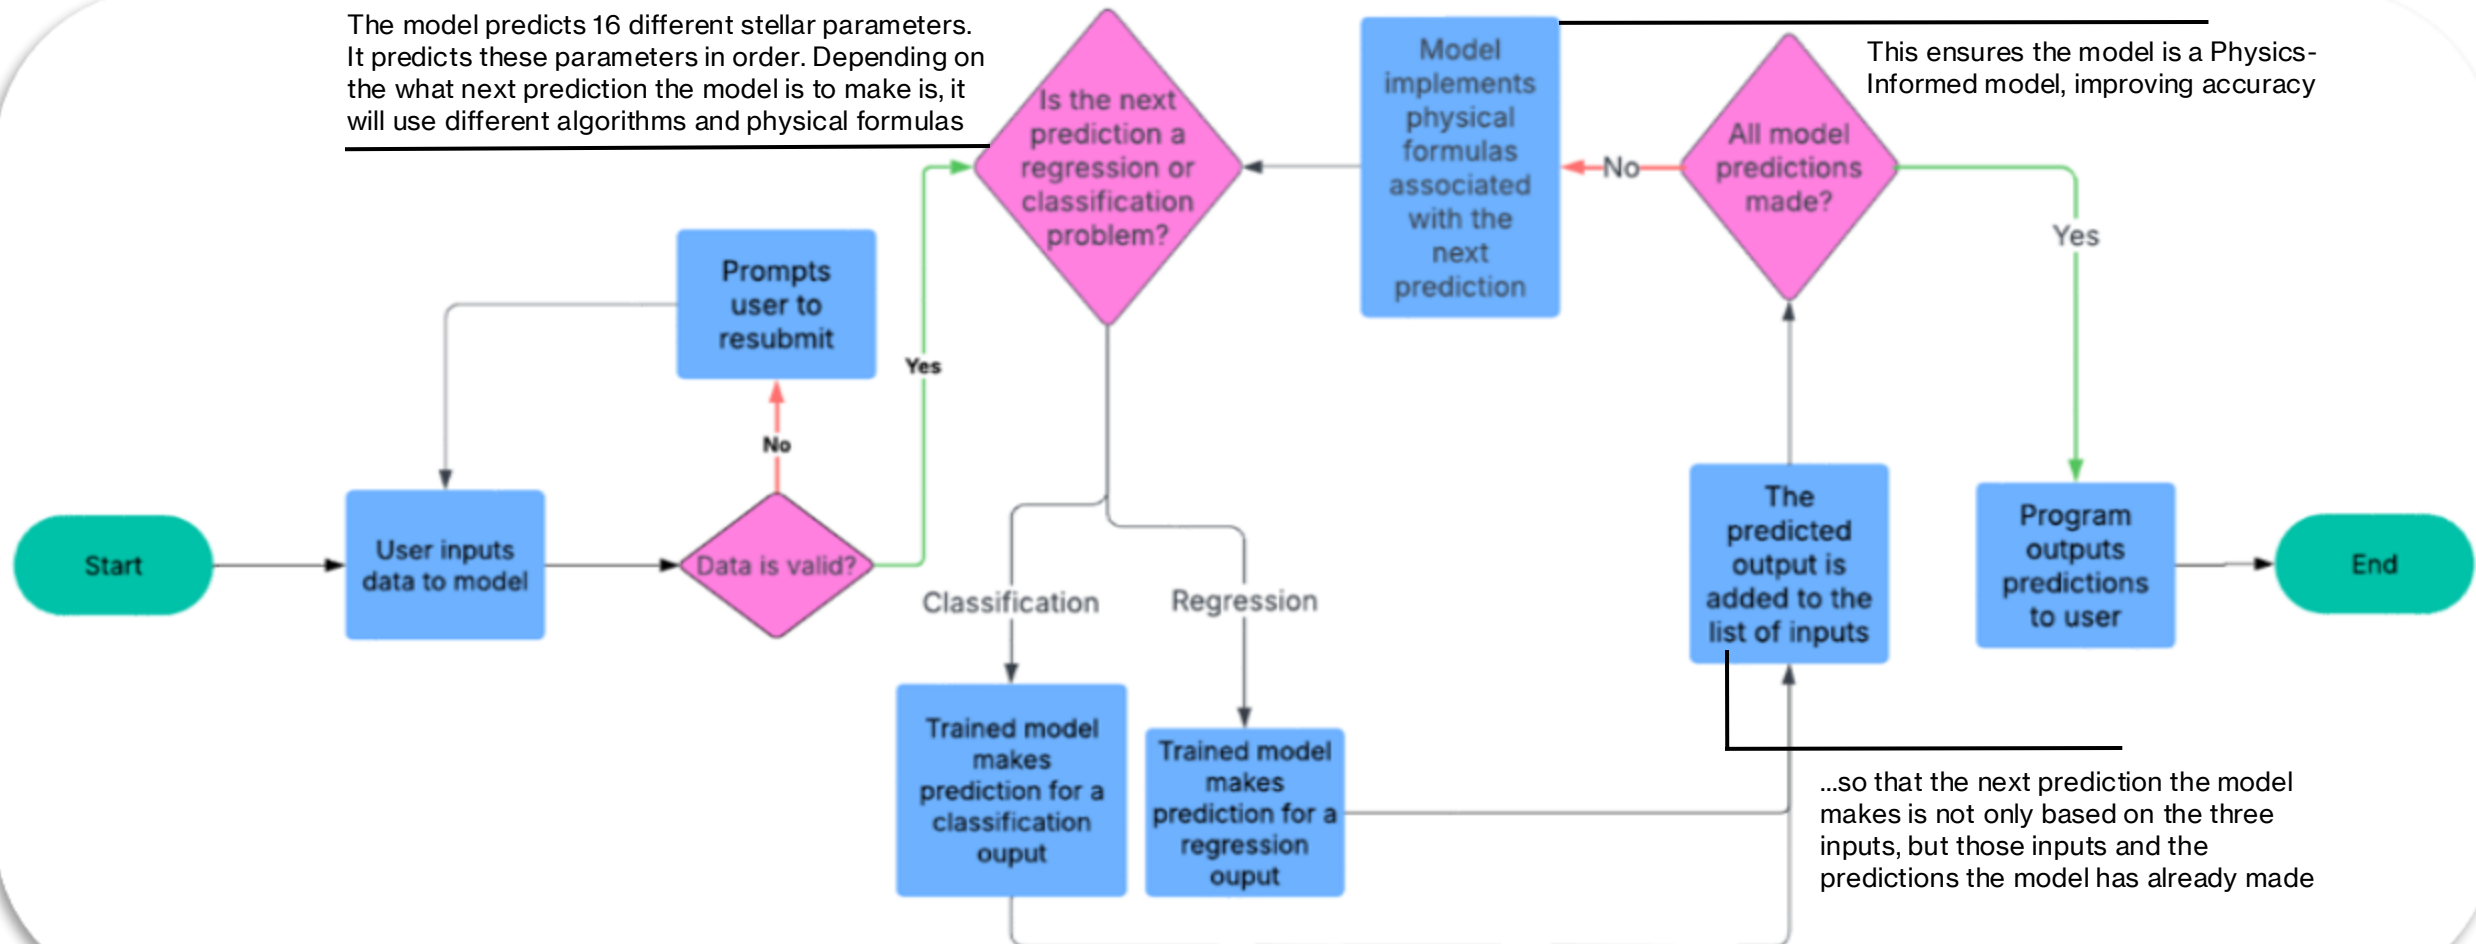 The model predicts 16 different stellar parameters.
It predicts these parameters in order. Depending on
the what next prediction the model is to make is, it
will use different algorithms and physical formulas
Is the next
prediction a
regression or
classification
problem?
Model
implements
physical
formulas
associated
with the
next
prediction
No
All model
predictions
made?
This ensures the model is a Physics-
Informed model, improving accuracy
Yes
Prompts
user to
resubmit
Yes
No
Start
User inputs
data to model
Data is valid?
Classification
Regression
Trained model
makes
prediction for a
classification
ouput
Trained model
makes
prediction for a
regression
ouput
The
predicted
output is
added to the
list of inputs
Program
outputs
predictions
to user
End
...so that the next prediction the model
makes is not only based on the three
inputs, but those inputs and the
predictions the model has already made